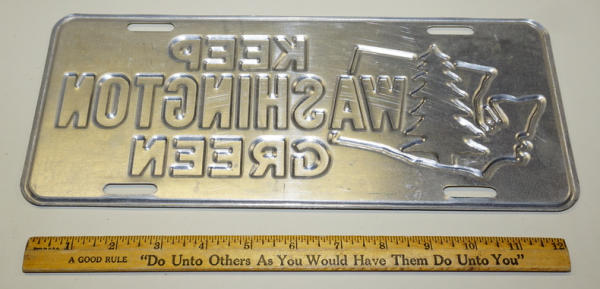 KEEP
WASHINGTON
GREEN
1 2 3 4 5 6 7 8 9 10 11 12
A GOOD RULE "Do Unto Others As You Would Have Them Do Unto You"